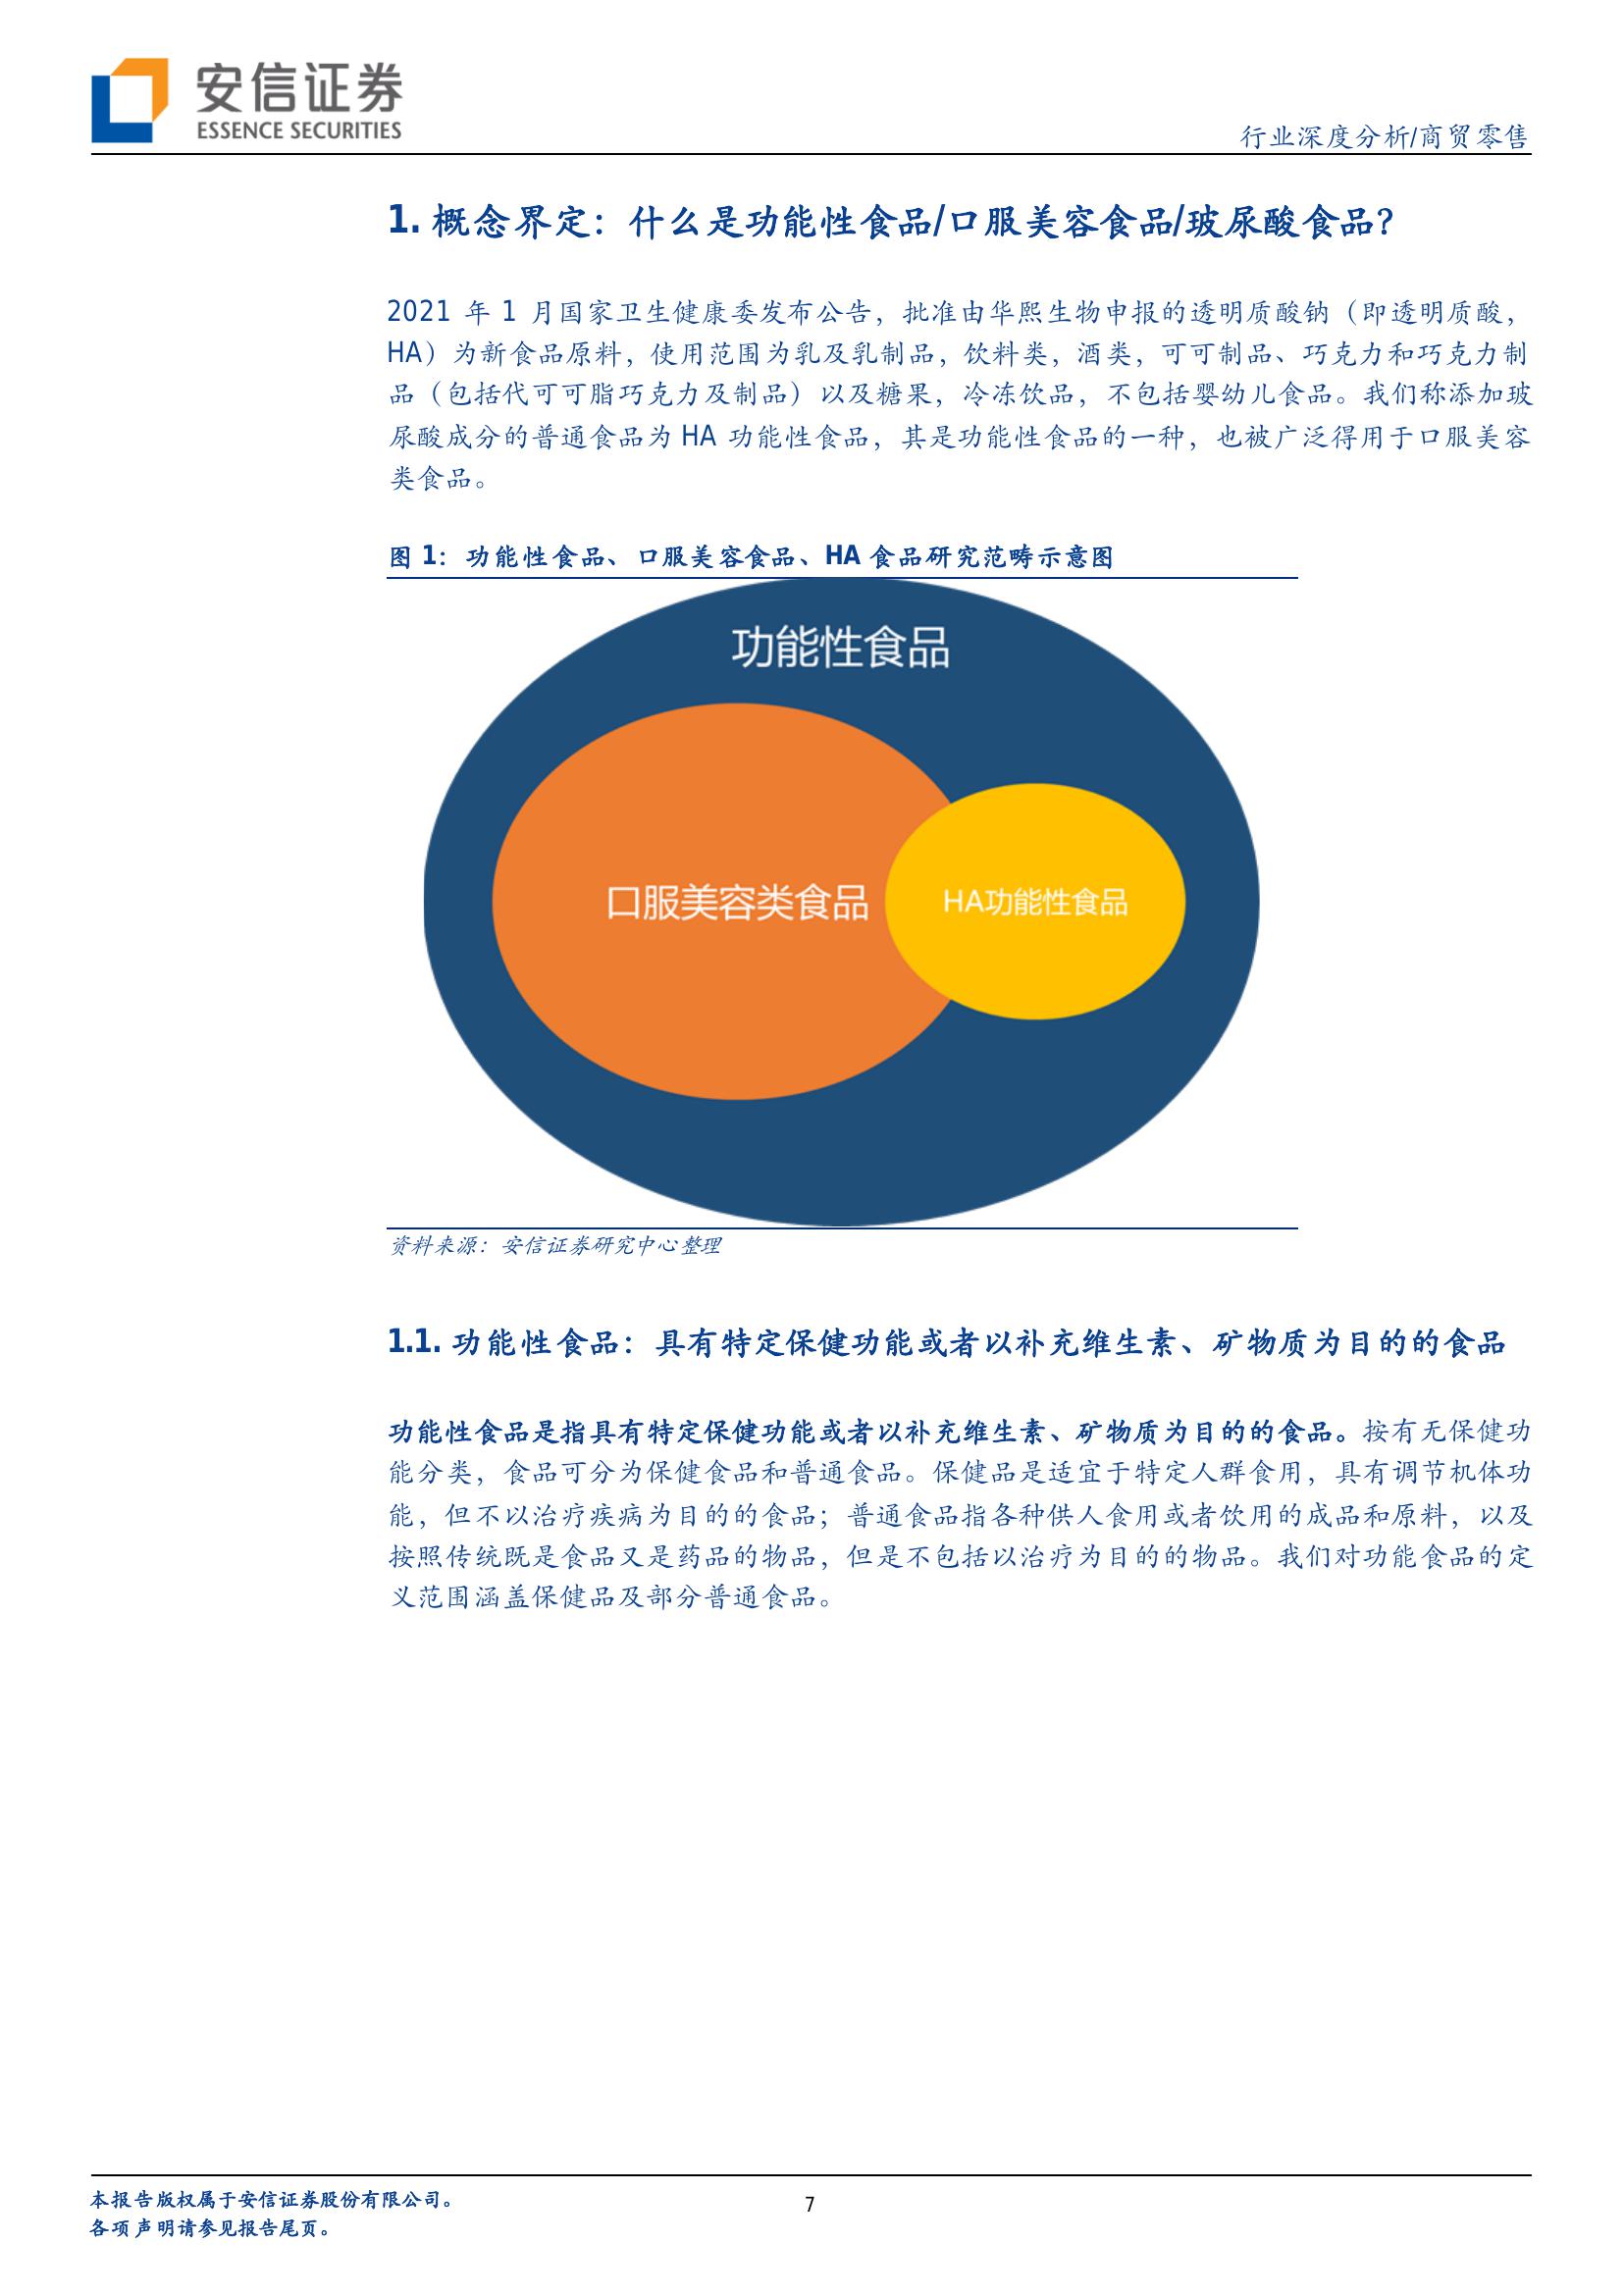 安信证券
ESSENCE SECURITIES
行业深度分析/商贸零售
1. 概念界定：什么是功能性食品/口服美容食品/玻尿酸食品？
2021 年 1 月国家卫生健康委发布公告，批准由华熙生物申报的透明质酸钠（即透明质酸，
HA）为新食品原料，使用范围为乳及乳制品，饮料类，酒类，可可制品、巧克力和巧克力制
品（包括代可可脂巧克力及制品）以及糖果，冷冻饮品，不包括婴幼儿食品。我们称添加玻
尿酸成分的普通食品为 HA 功能性食品，其是功能性食品的一种，也被广泛得用于口服美容
类食品。
图 1：功能性食品、口服美容食品、HA 食品研究范畴示意图
功能性食品
口服美容类食品
HA功能性食品
资料来源：安信证券研究中心整理
1.1. 功能性食品：具有特定保健功能或者以补充维生素、矿物质为目的的食品
功能性食品是指具有特定保健功能或者以补充维生素、矿物质为目的的食品。按有无保健功
能分类，食品可分为保健食品和普通食品。保健品是适宜于特定人群食用，具有调节机体功
能，但不以治疗疾病为目的的食品；普通食品指各种供人食用或者饮用的成品和原料，以及
按照传统既是食品又是药品的物品，但是不包括以治疗为目的的物品。我们对功能食品的定
义范围涵盖保健品及部分普通食品。
本报告版权属于安信证券股份有限公司。
各项声明请参见报告尾页。
7